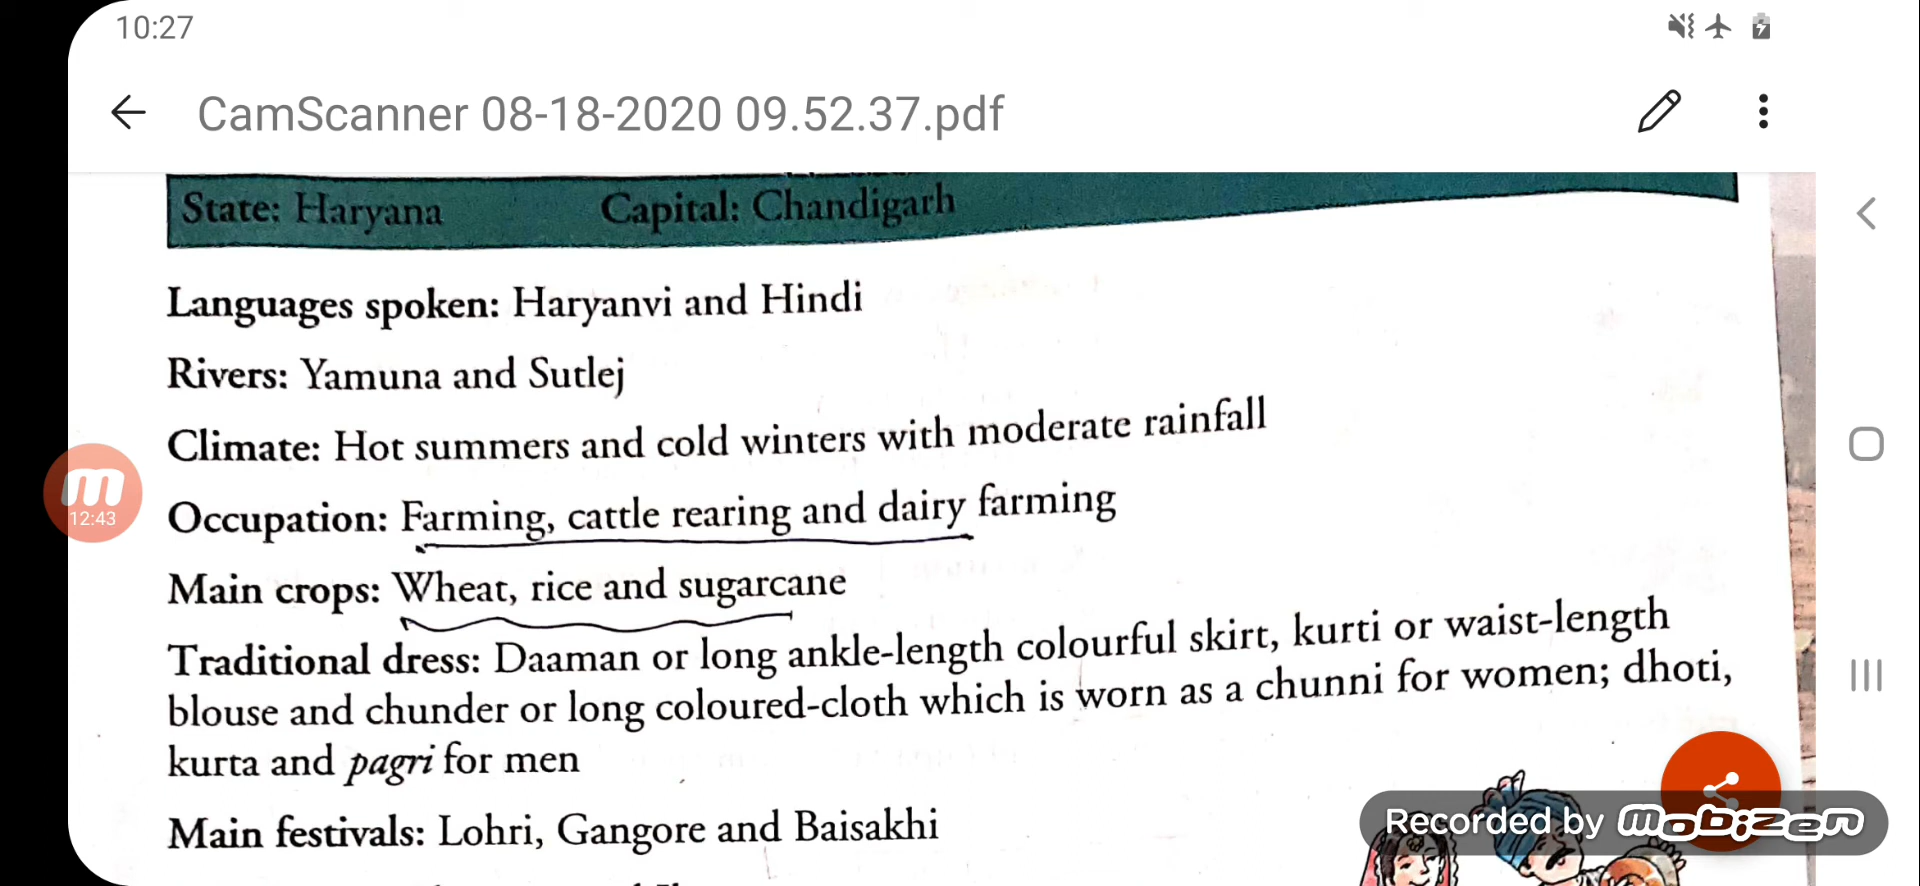 10:27
CamScanner 08-18-2020 09.52.37.pdf
State: Haryana Capital: Chandigarh
Languages spoken: Haryanvi and Hindi
Rivers: Yamuna and Sutlej
Climate: Hot summers and cold winters with moderate rainfall
12:43
Occupation: Farming, cattle rearing and dairy farming
Main crops: Wheat, rice and sugarcane
Traditional dress: Daaman or long ankle-length colourful skirt, kurti or waist-length
blouse and chunder or long coloured-cloth which is worn as a chunni for women; dhoti,
kurta and pagri for men
Recorded by mobizen
Main festivals: Lohri, Gangore and Baisakhi